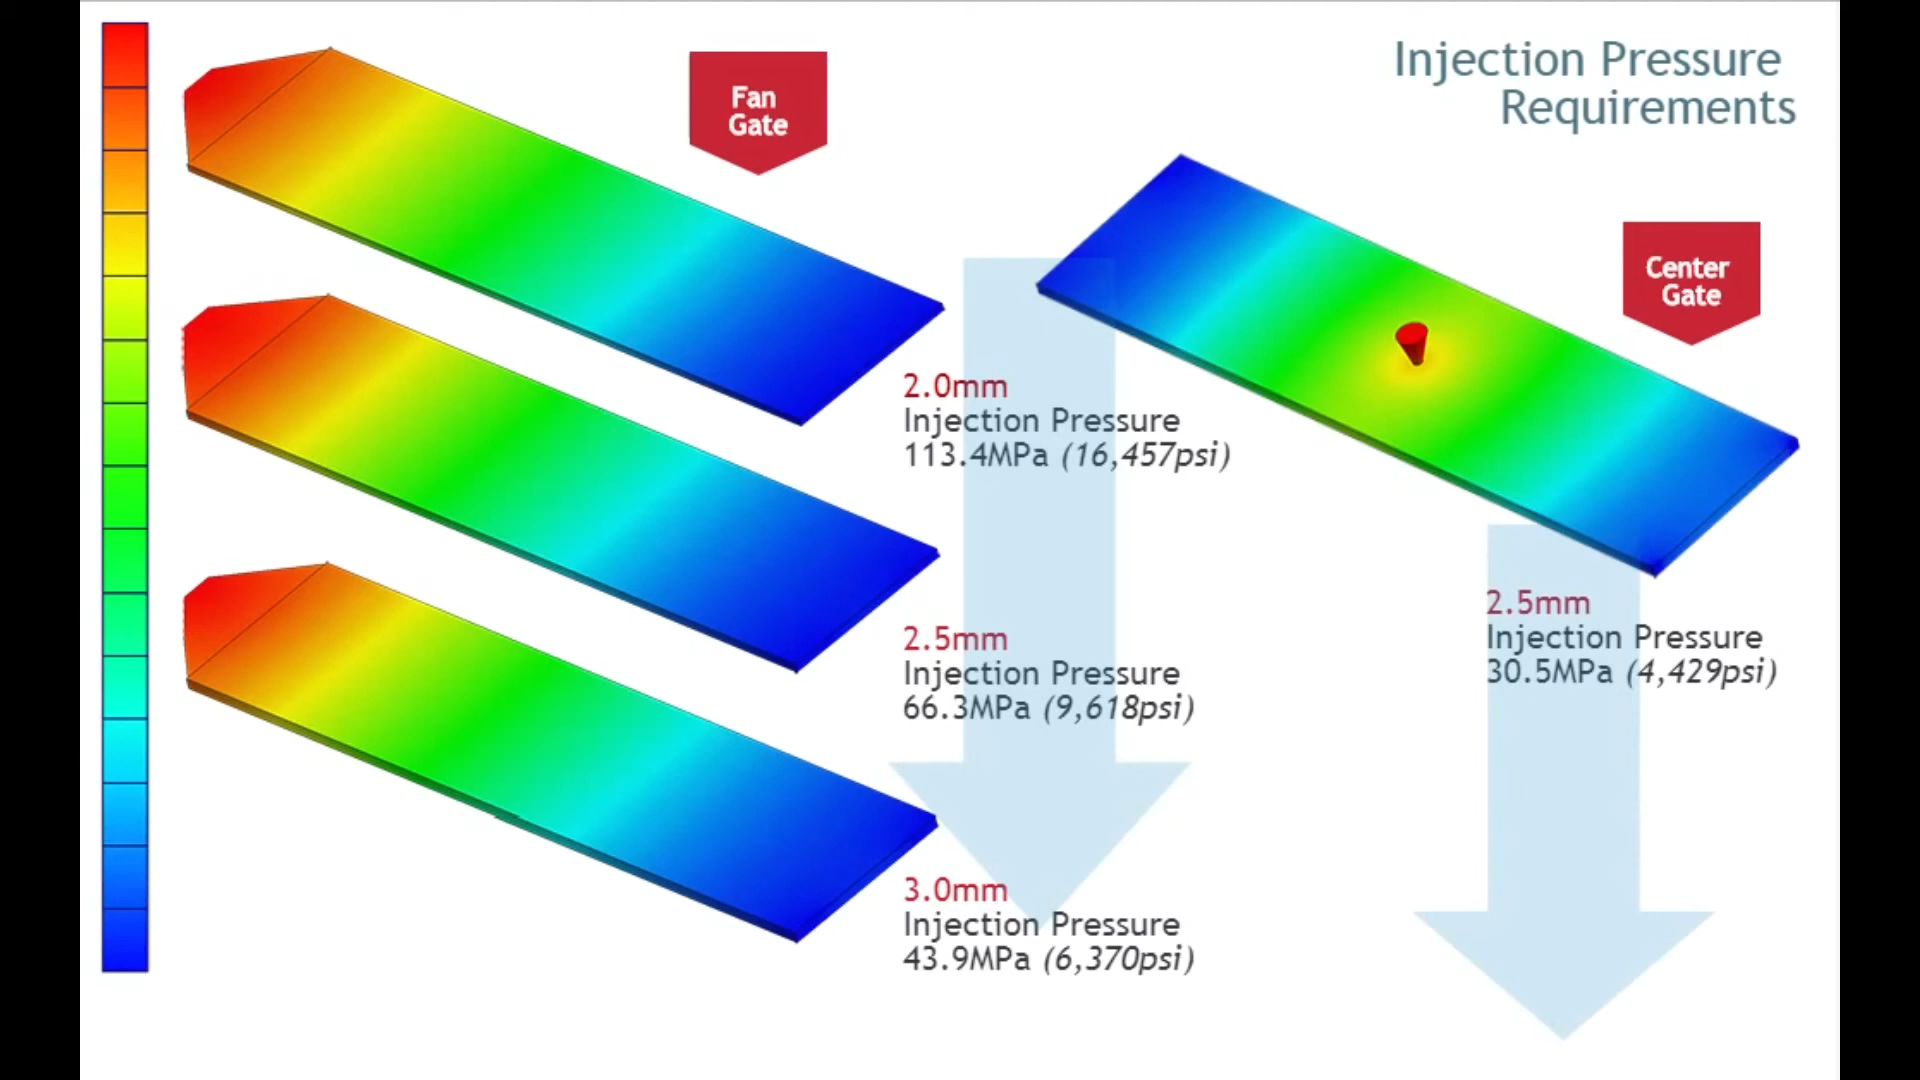 Injection Pressure
Requirements
Fan
Gate
Center
Gate
2.0mm
Injection Pressure
113.4MPa (16,457psi)
2.5mm
Injection Pressure
66.3MPa (9,618psi)
3.0mm
Injection Pressure
43.9MPa (6,370psi)
2.5mm
Injection Pressure
30.5MPa (4,429psi)